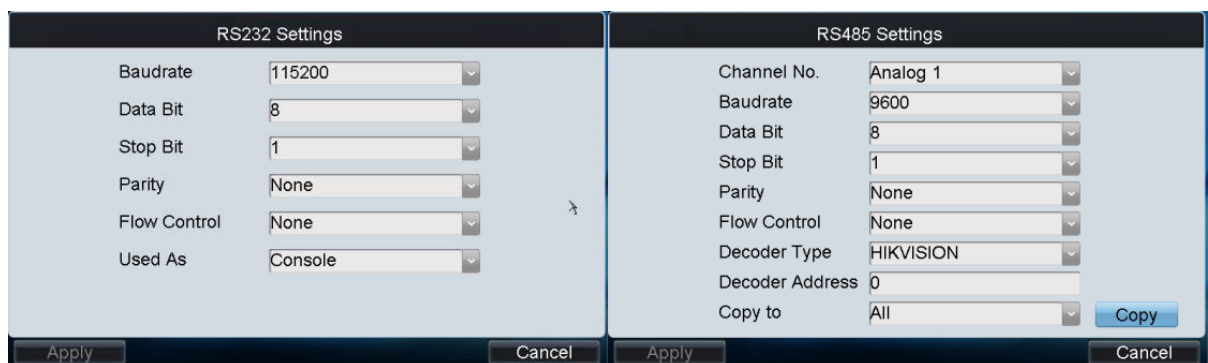 RS232 Settings
Baudrate 115200
Data Bit 8
Stop Bit 1
Parity None
Flow Control None
Used As Console
Apply Cancel
RS485 Settings
Channel No. Analog 1
Baudrate 9600
Data Bit 8
Stop Bit 1
Parity None
Flow Control None
Decoder Type HIKVISION
Decoder Address 0
Copy to All Copy
Apply Cancel